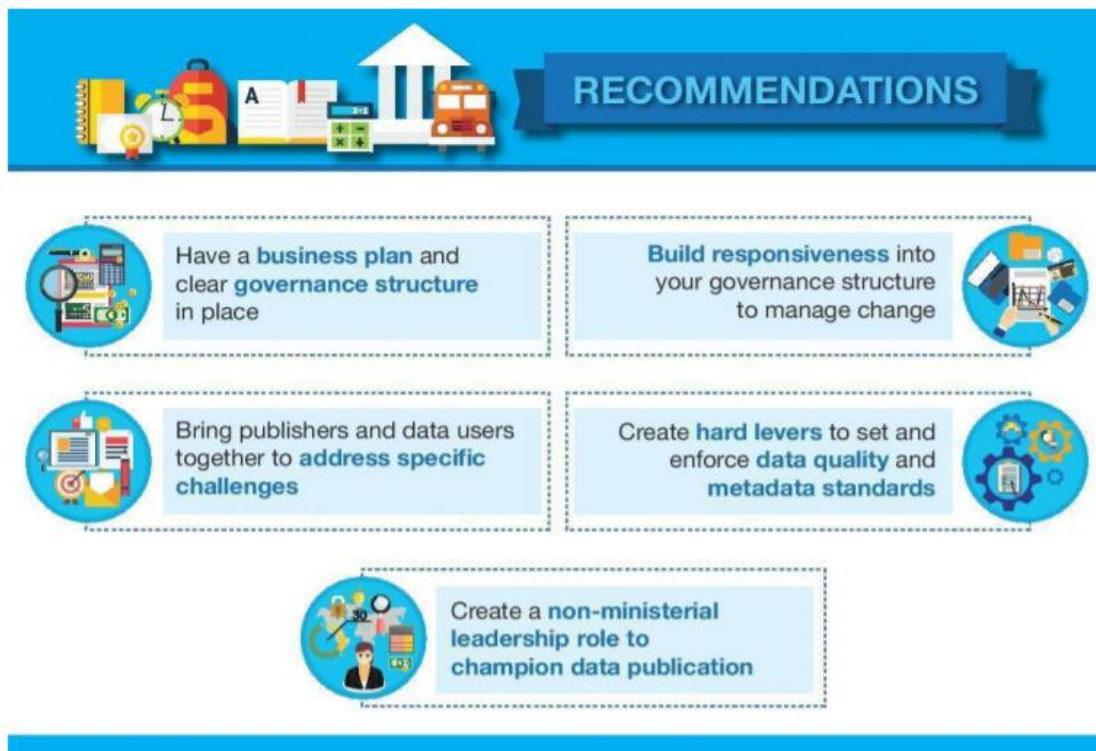 RECOMMENDATIONS
A
Have a business plan and
clear governance structure
in place
Build responsiveness into
your governance structure
to manage change
Bring publishers and data users
together to address specific
challenges
Create hard levers to set and
enforce data quality and
metadata standards
30
Create a non-ministerial
leadership role to
champion data publication